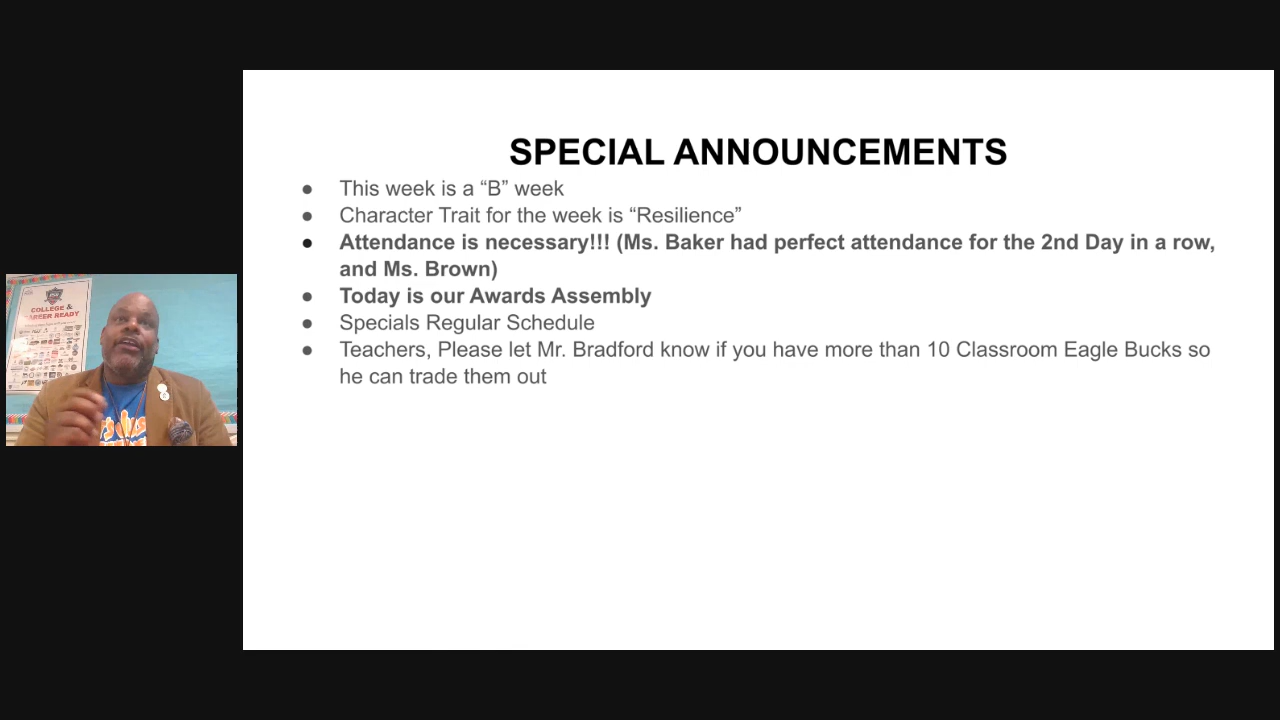 SPECIAL ANNOUNCEMENTS
● This week is a “B” week
● Character Trait for the week is “Resilience”
● Attendance is necessary!!! (Ms. Baker had perfect attendance for the 2nd Day in a row,
and Ms. Brown)
● Today is our Awards Assembly
● Specials Regular Schedule
● Teachers, Please let Mr. Bradford know if you have more than 10 Classroom Eagle Bucks so
he can trade them out
COLLEGE &
CAREER READY